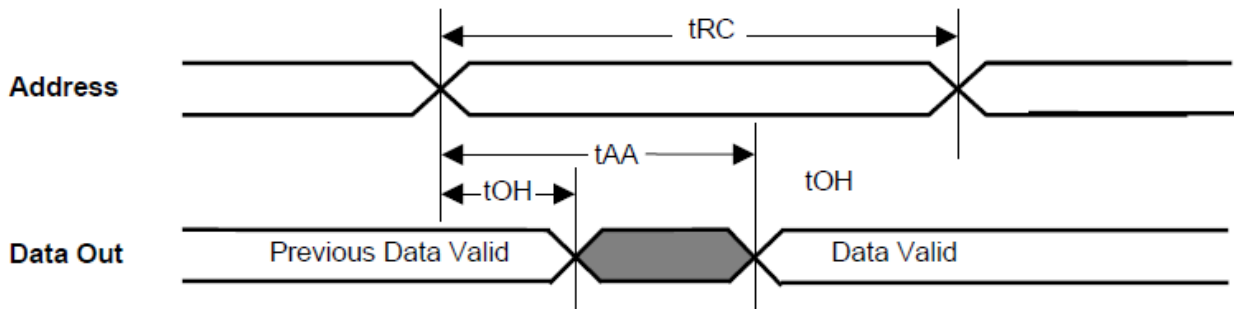 tRC
Address
tAA
tOH
tOH
Data Out
Previous Data Valid
Data Valid